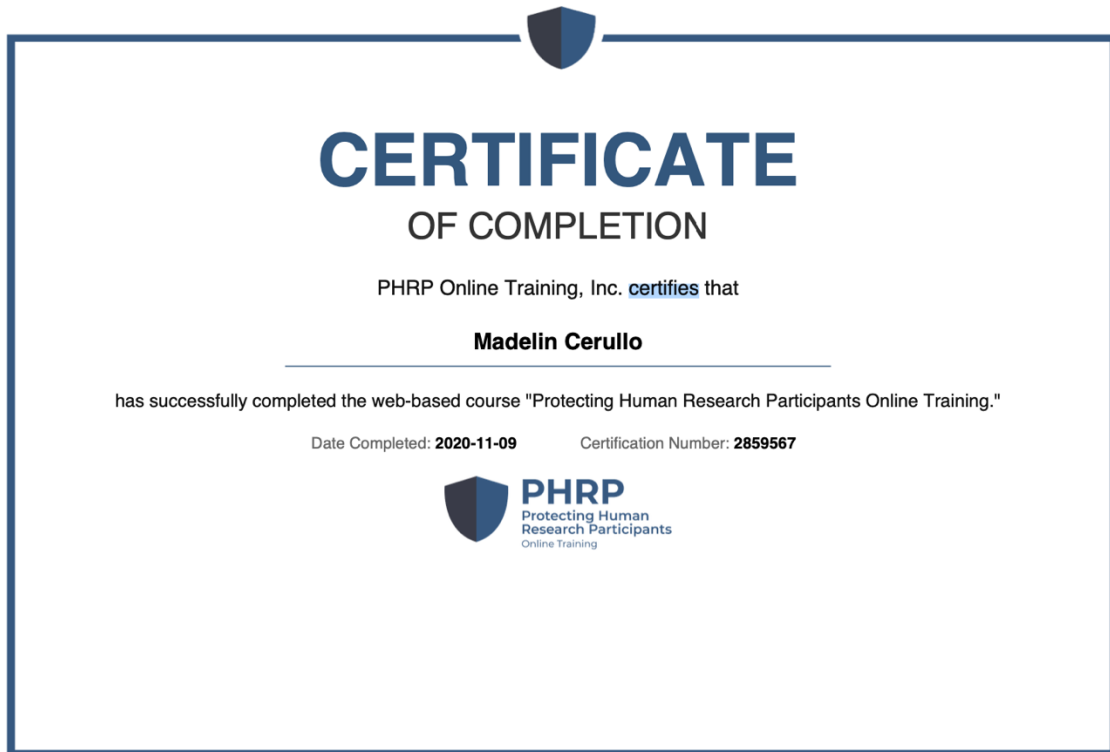 CERTIFICATE
OF COMPLETION
PHRP Online Training, Inc. certifies that
Madelin Cerullo
has successfully completed the web-based course "Protecting Human Research Participants Online Training."
Date Completed: 2020-11-09 Certification Number: 2859567
PHRP
Protecting Human
Research Participants
Online Training